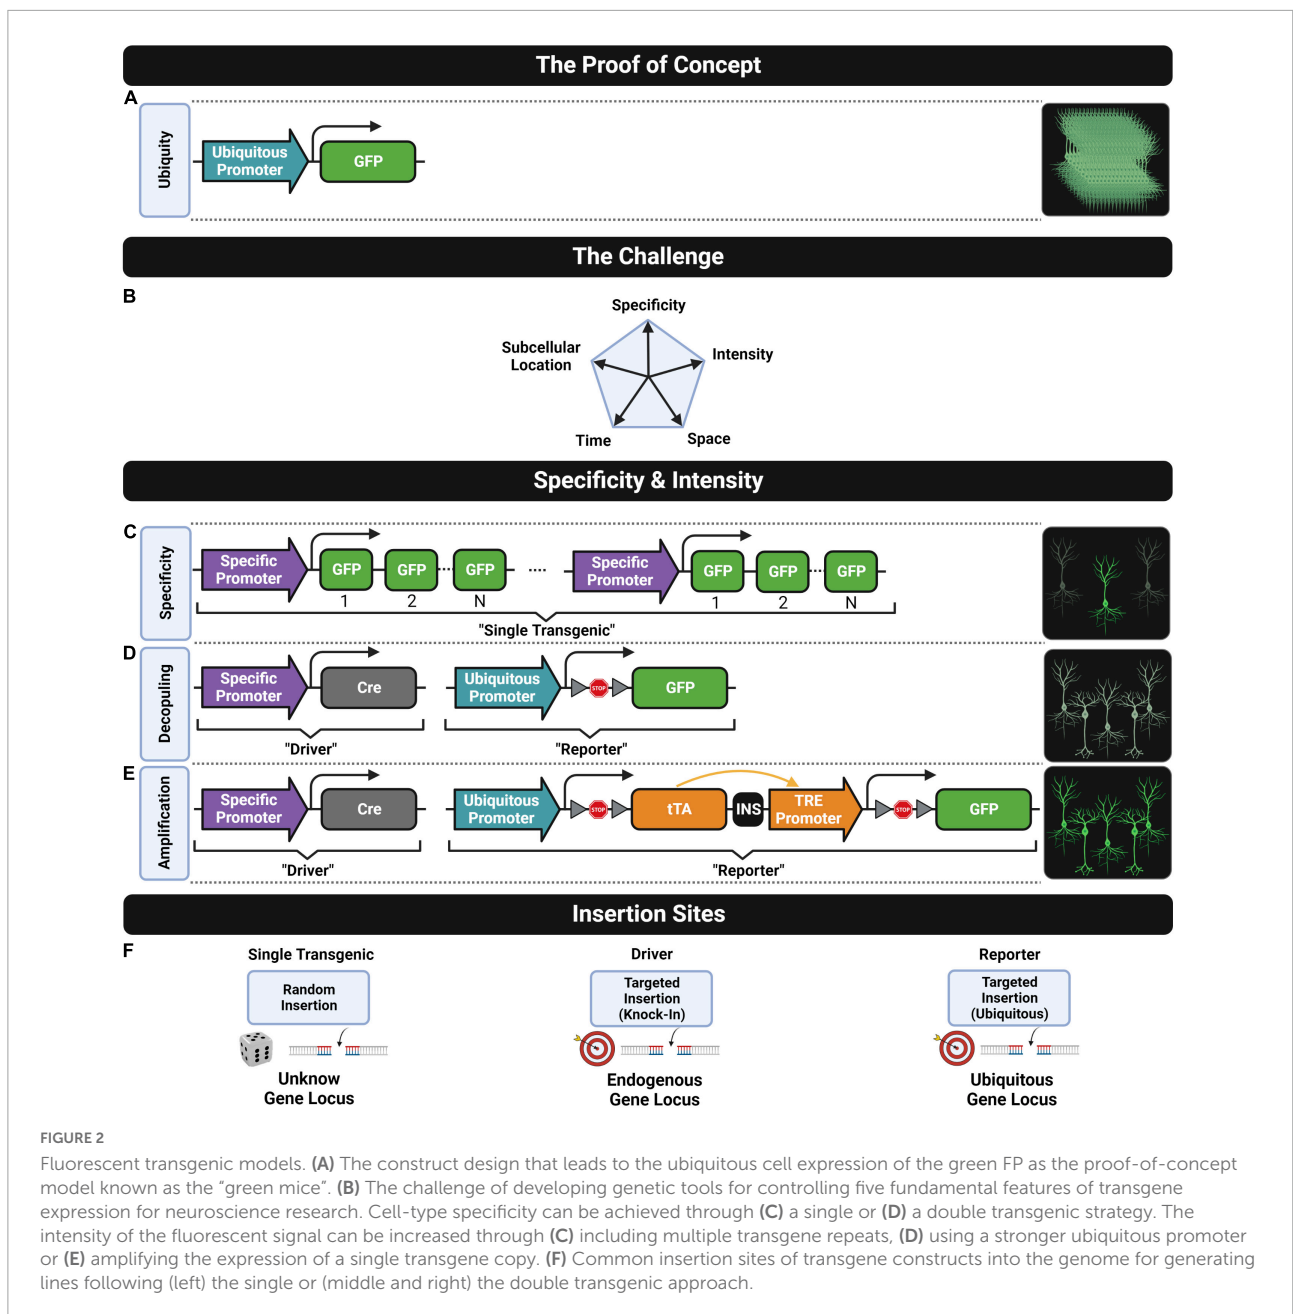 The Proof of Concept
A
Ubiquity
Ubiquitous
Promoter
GFP
The Challenge
B
Specificity
Subcellular
Location
Intensity
Time
Space
Specificity & Intensity
C
Specificity
Specific
Promoter
GFP
GFP
GFP
1
2
N
Specific
Promoter
GFP
GFP
GFP
1
2
N
"Single Transgenic"
D
Decopuling
Specific
Promoter
Cre
"Driver"
Ubiquitous
Promoter
STOP
GFP
"Reporter"
E
Amplification
Specific
Promoter
Cre
"Driver"
Ubiquitous
Promoter
STOP
tTA
INS
TRE
Promoter
STOP
GFP
"Reporter"
Insertion Sites
F
Single Transgenic
Random
Insertion
Unknow
Gene Locus
Driver
Targeted
Insertion
(Knock-In)
Endogenous
Gene Locus
Reporter
Targeted
Insertion
(Ubiquitous)
Ubiquitous
Gene Locus
FIGURE 2
Fluorescent transgenic models. (A) The construct design that leads to the ubiquitous cell expression of the green FP as the proof-of-concept
model known as the “green mice”. (B) The challenge of developing genetic tools for controlling five fundamental features of transgene
expression for neuroscience research. Cell-type specificity can be achieved through (C) a single or (D) a double transgenic strategy. The
intensity of the fluorescent signal can be increased through (C) including multiple transgene repeats, (D) using a stronger ubiquitous promoter
or (E) amplifying the expression of a single transgene copy. (F) Common insertion sites of transgene constructs into the genome for generating
lines following (left) the single or (middle and right) the double transgenic approach.